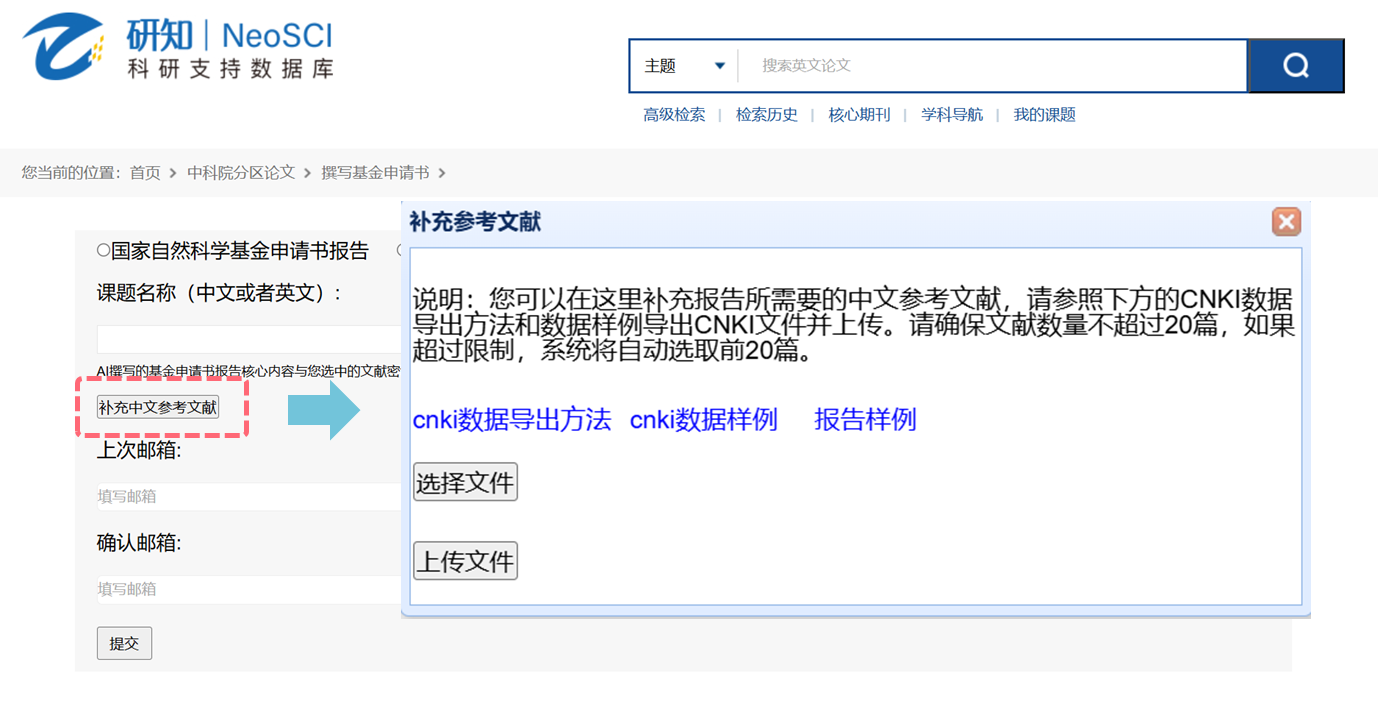 研知 | NeoSCI
科研支持数据库
主题
搜索英文论文
高级检索 | 检索历史 | 核心期刊 | 学科导航 | 我的课题
您当前的位置：首页 > 中科院分区论文 > 撰写基金申请书 >
国家自然科学基金申请书报告
课题名称（中文或者英文）:
AI撰写的基金申请书报告核心内容与您选中的文献密
补充中文参考文献
上次邮箱:
填写邮箱
确认邮箱:
填写邮箱
提交
补充参考文献
说明：您可以在这里补充报告所需要的中文参考文献，请参照下方的CNKI数据
导出方法和数据样例导出CNKI文件并上传。请确保文献数量不超过20篇，如果
超过限制，系统将自动选取前20篇。
cnki数据导出方法 cnki数据样例 报告样例
选择文件
上传文件